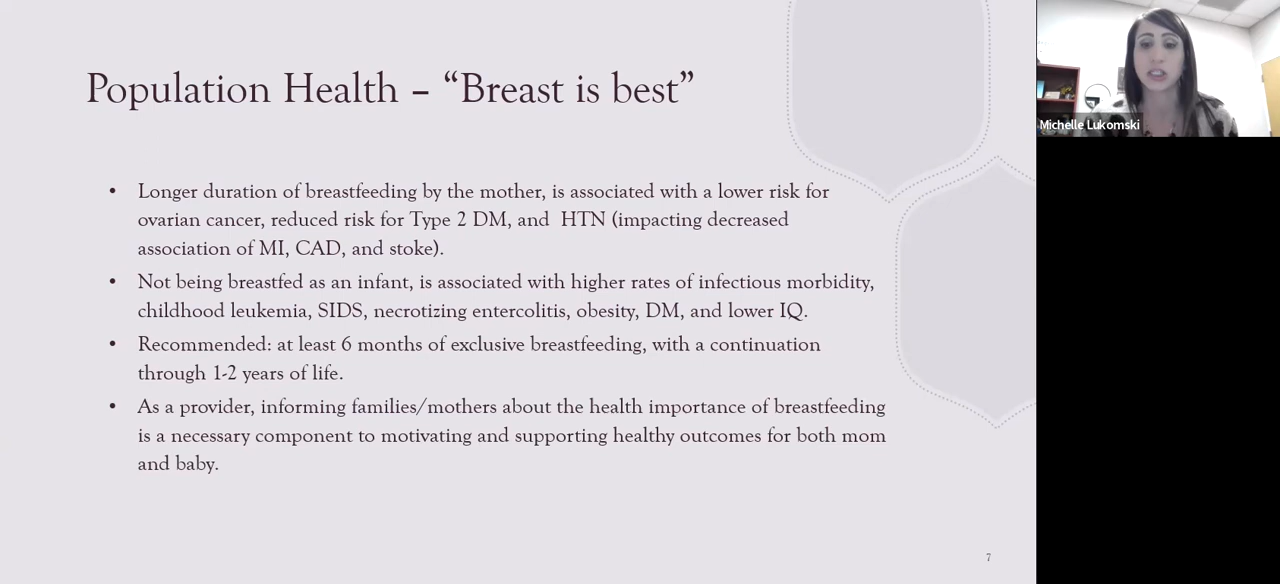 Population Health – “Breast is best”
• Longer duration of breastfeeding by the mother, is associated with a lower risk for
ovarian cancer, reduced risk for Type 2 DM, and HTN (impacting decreased
association of MI, CAD, and stoke).
• Not being breastfed as an infant, is associated with higher rates of infectious morbidity,
childhood leukemia, SIDS, necrotizing entercolitis, obesity, DM, and lower IQ.
• Recommended: at least 6 months of exclusive breastfeeding, with a continuation
through 1-2 years of life.
• As a provider, informing families/mothers about the health importance of breastfeeding
is a necessary component to motivating and supporting healthy outcomes for both mom
and baby.
7
Michelle Lukomski